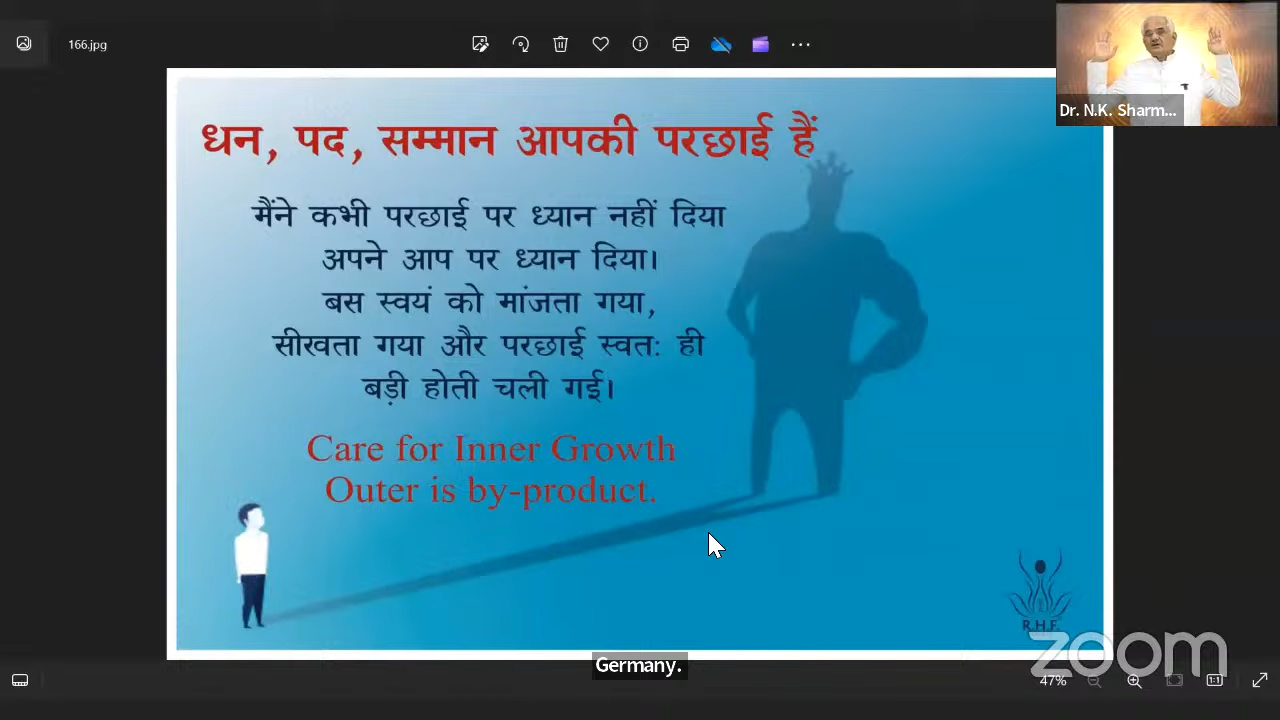 166.jpg
Dr. N.K. Sharm...
धन, पद, सम्मान आपकी परछाई हैं
मैंने कभी परछाई पर ध्यान नहीं दिया
अपने आप पर ध्यान दिया।
बस स्वयं को मांजता गया,
सीखता गया और परछाई स्वतः ही
बड़ी होती चली गई।
Care for Inner Growth
Outer is by-product.
R.H.F.
zoom
Germany.
47%
1:1